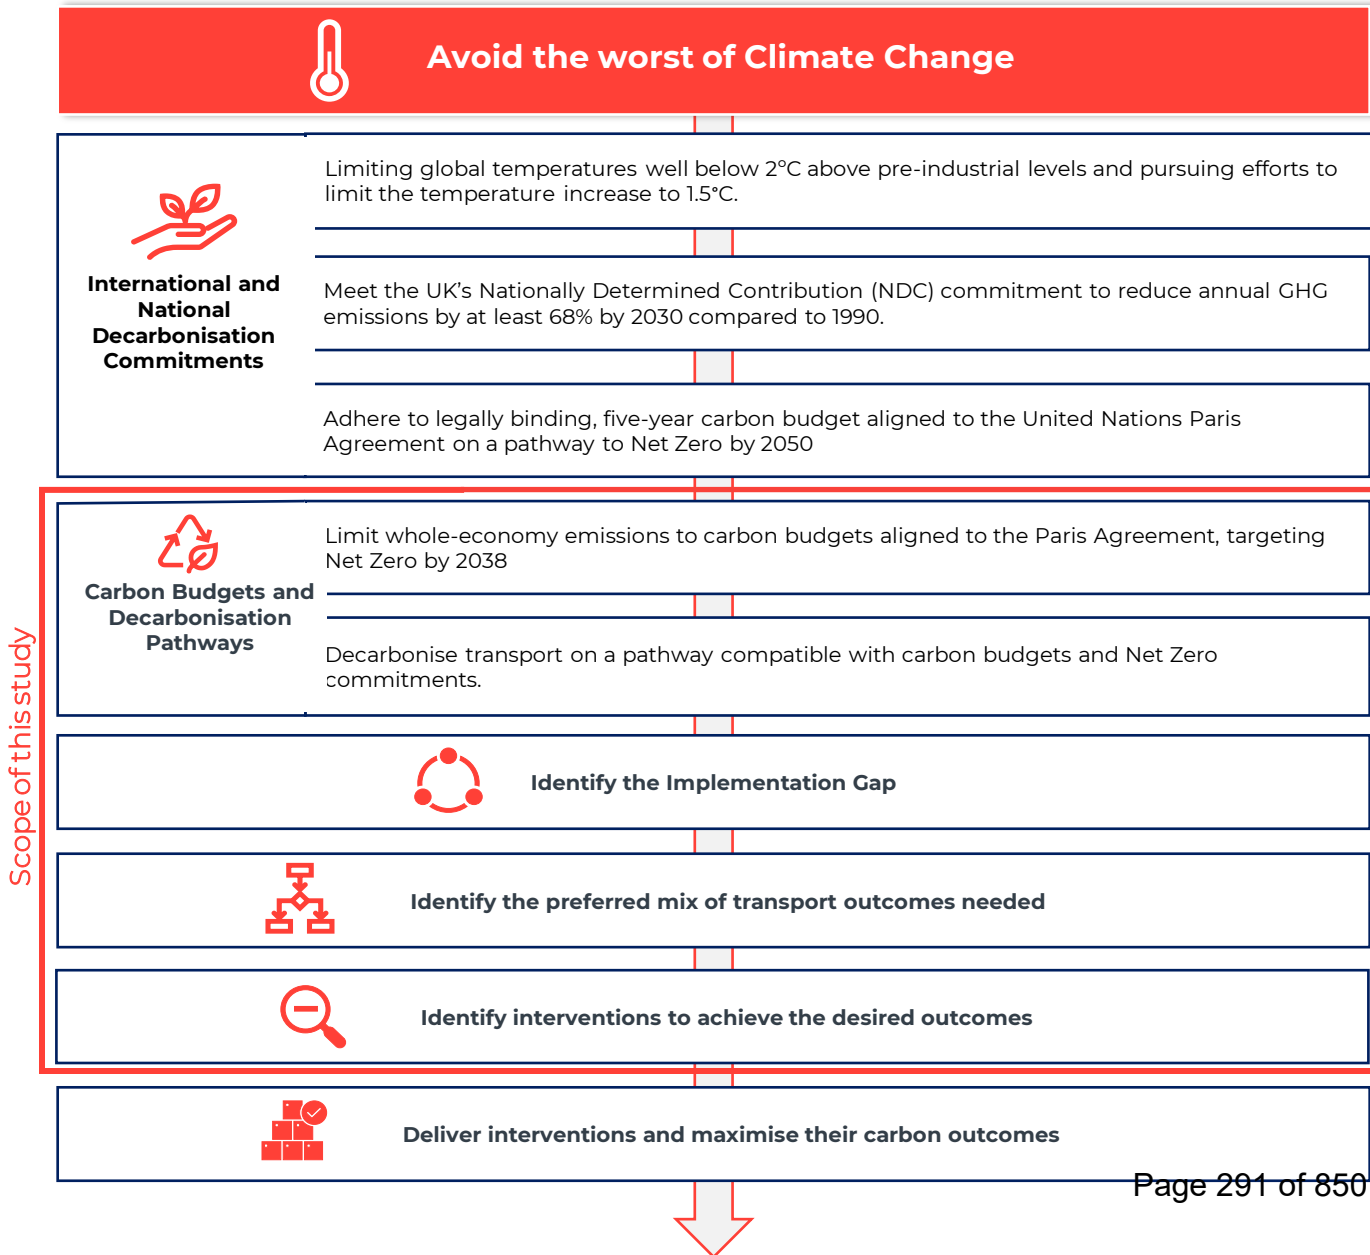 Avoid the worst of Climate Change
Limiting global temperatures well below 2°C above pre-industrial levels and pursuing efforts to
limit the temperature increase to 1.5°C.
International and
National
Decarbonisation
Commitments
Meet the UK’s Nationally Determined Contribution (NDC) commitment to reduce annual GHG
emissions by at least 68% by 2030 compared to 1990.
Adhere to legally binding, five-year carbon budget aligned to the United Nations Paris
Agreement on a pathway to Net Zero by 2050
Scope of this study
Carbon Budgets and
Decarbonisation
Pathways
Limit whole-economy emissions to carbon budgets aligned to the Paris Agreement, targeting
Net Zero by 2038
Decarbonise transport on a pathway compatible with carbon budgets and Net Zero
commitments.
Identify the Implementation Gap
Identify the preferred mix of transport outcomes needed
Identify interventions to achieve the desired outcomes
Deliver interventions and maximise their carbon outcomes
Page 291 of 850